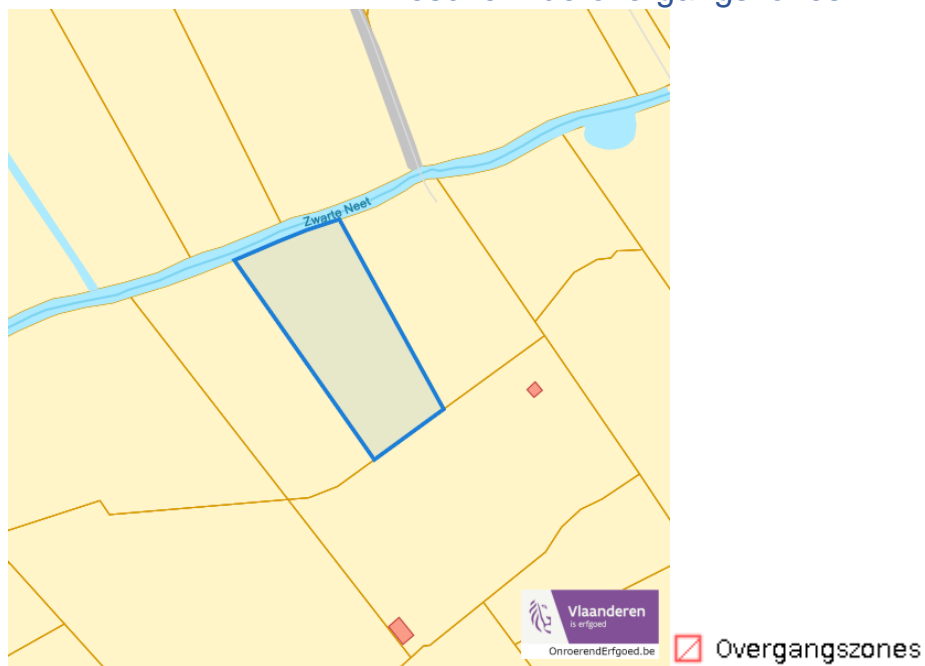 Zwarte Neet
Vlaanderen
is erfgoed
OnroerendErfgoed.be
Overgangszones